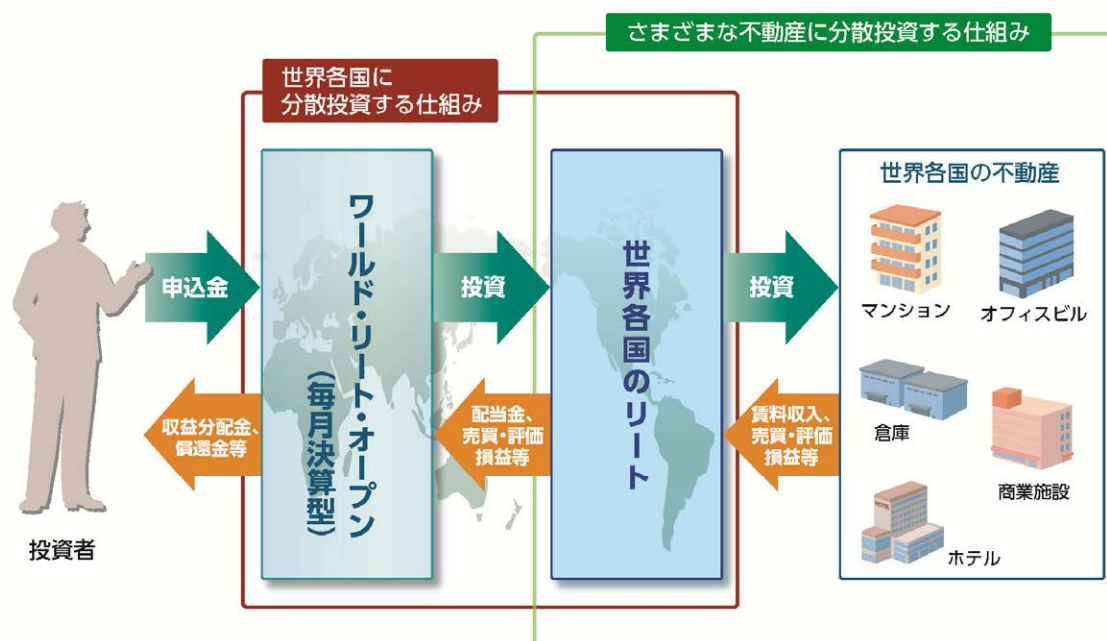 さまざまな不動産に分散投資する仕組み
世界各国に
分散投資する仕組み
申込金
収益分配金、
償還金等
投資者
ワールド・リート・オープン
（毎月決算型）
投資
配当金、
売買・評価
損益等
世界各国のリート
投資
賃料収入、
売買・評価
損益等
世界各国の不動産
マンション
オフィスビル
倉庫
商業施設
HOTEL
ホテル